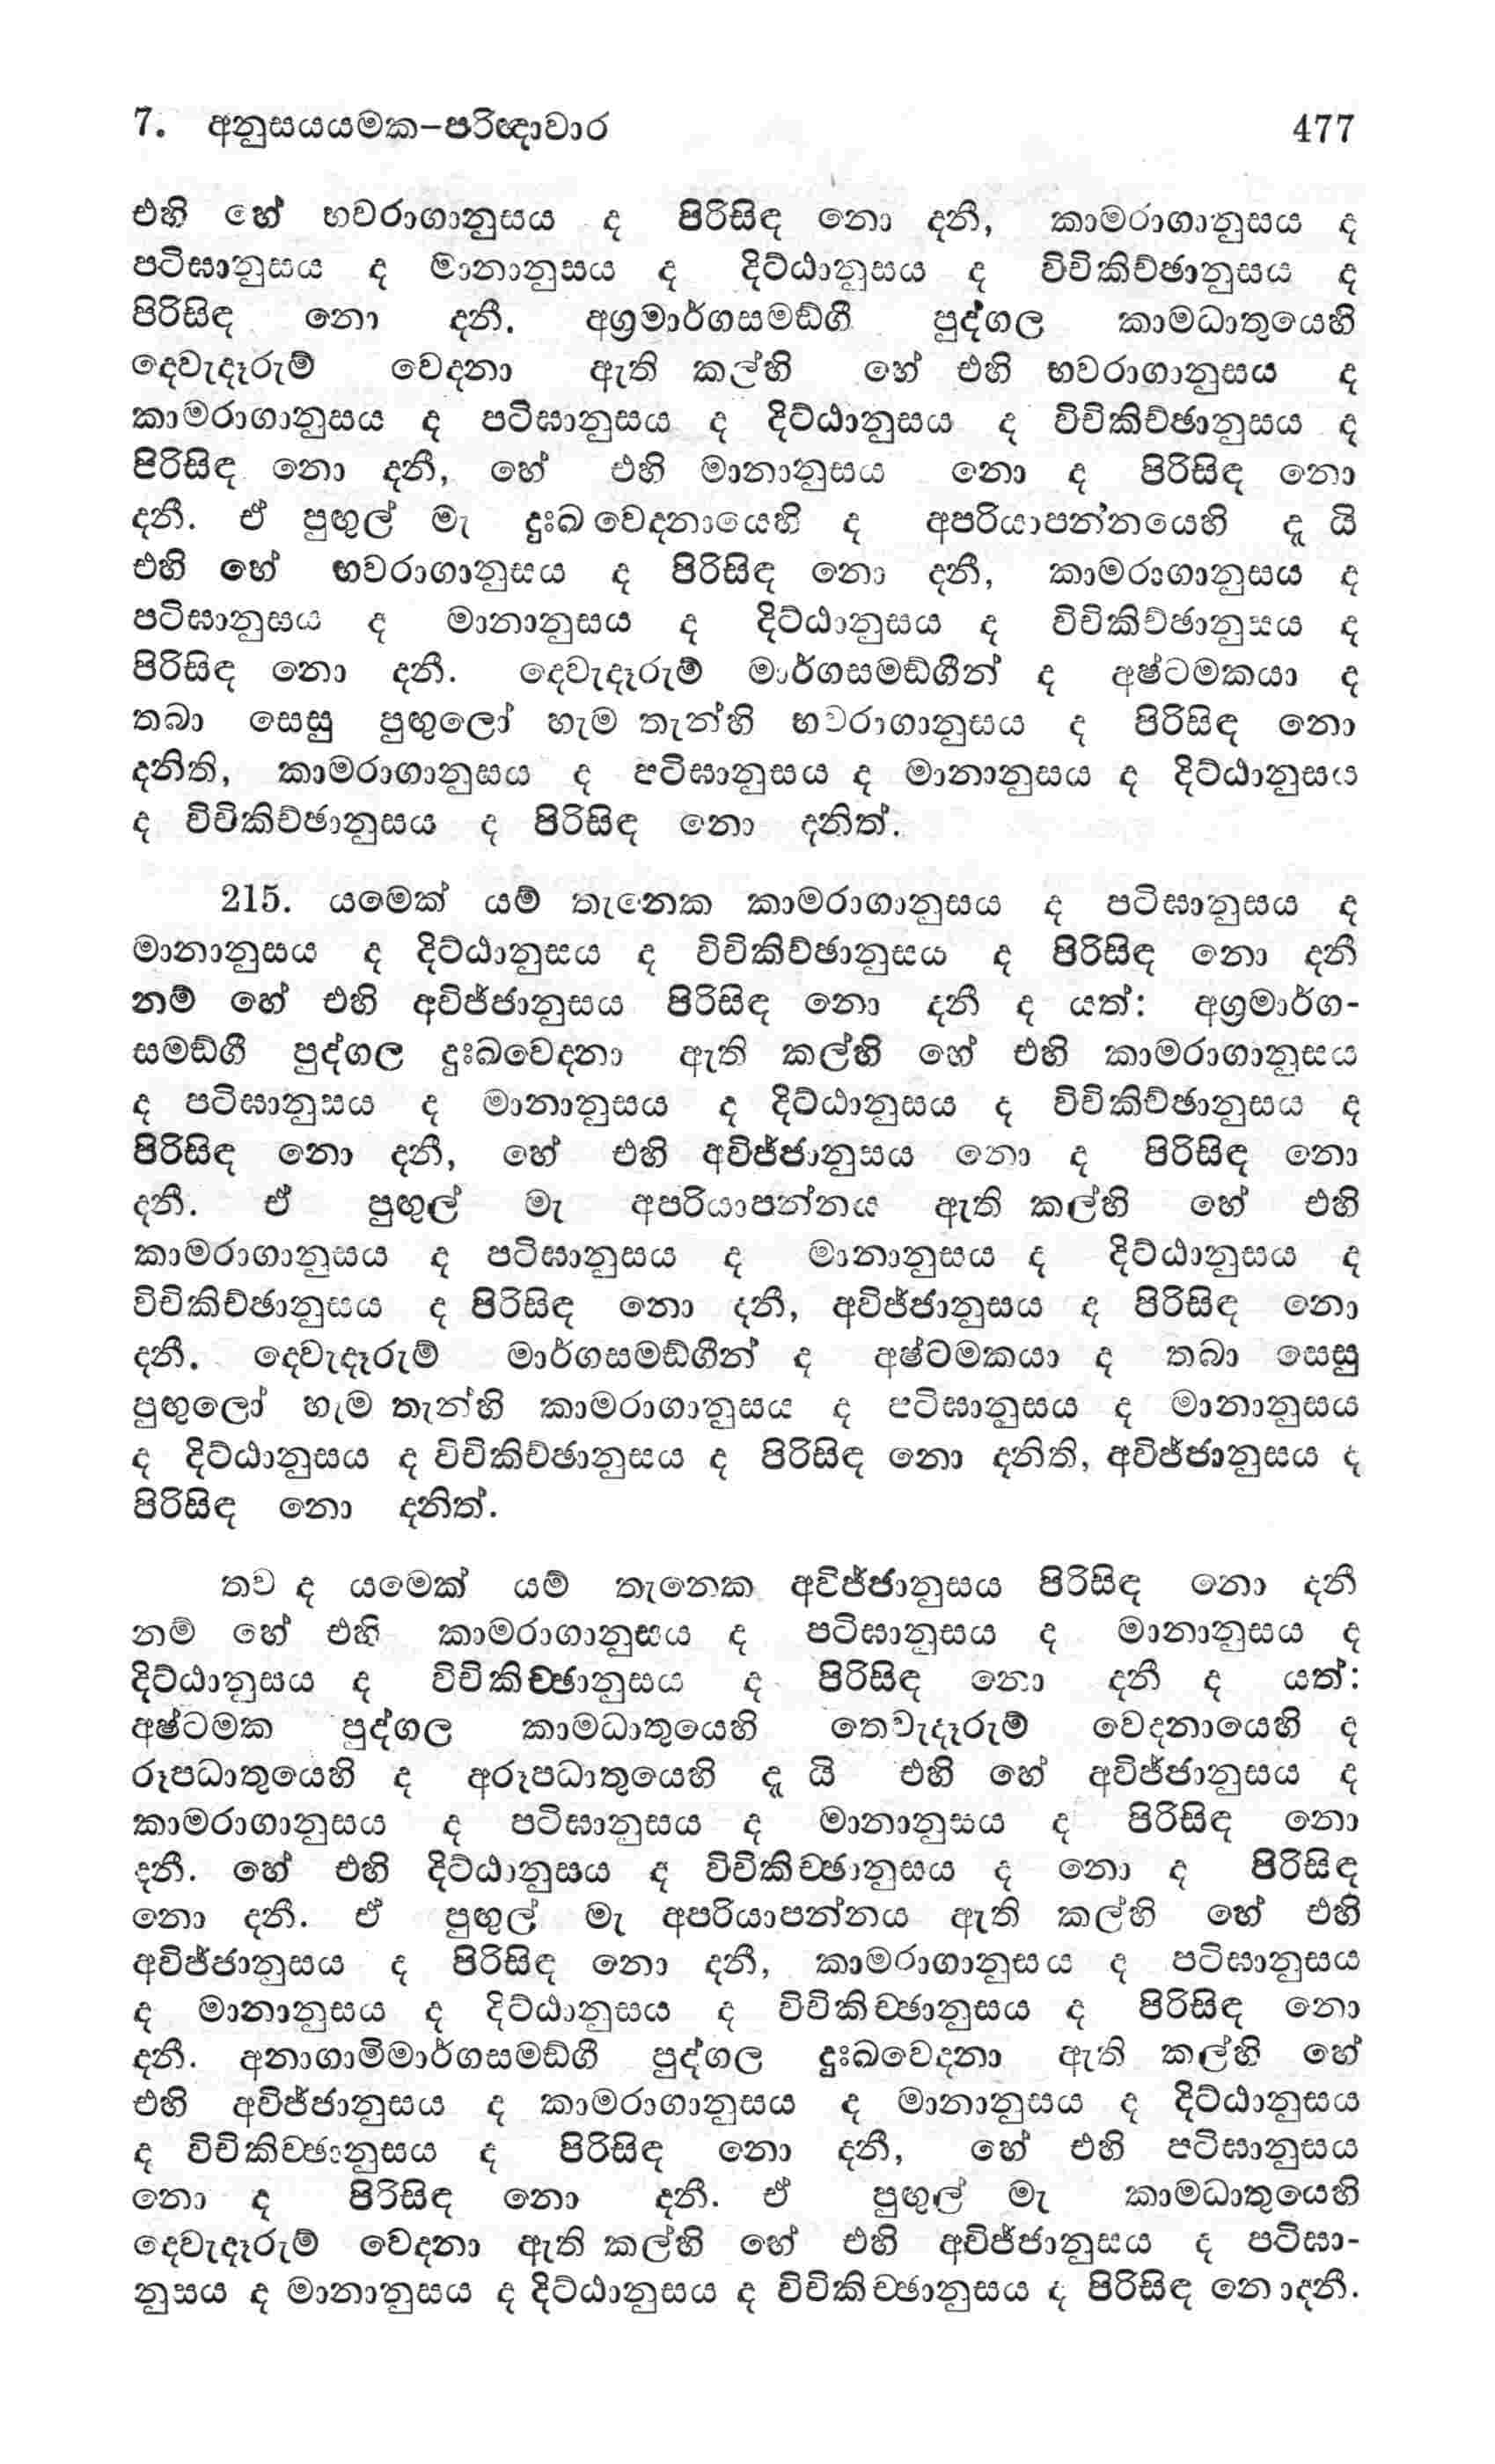 7. අනුසයයමක-පරිඥාවාර 477
එහි හේ භවරාගානුසය ද පිරිසිඳ නො දනී, කාමරාගානුසය ද
පටිඝානුසය ද මානානුසය ද දිට්ඨානුසය ද විචිකිච්ඡානුසය ද
පිරිසිඳ නො දනී. අග්‍රමාර්ගසමඞ්ගී පුද්ගල කාමධාතුයෙහි
දෙවැදෑරුම් වෙදනා ඇති කල්හි හේ එහි භවරාගානුසය ද
කාමරාගානුසය ද පටිඝානුසය ද දිට්ඨානුසය ද විචිකිච්ඡානුසය ද
පිරිසිඳ නො දනී, හේ එහි මානානුසය නො ද පිරිසිඳ නො
දනී. ඒ පුඟුල් මැ දුඃඛවෙදනායෙහි ද අපරියාපන්නයෙහි දැ යි
එහි හේ භවරාගානුසය ද පිරිසිඳ නො දනී, කාමරාගානුසය ද
පටිඝානුසය ද මානානුසය ද දිට්ඨානුසය ද විචිකිච්ඡානුසය ද
පිරිසිඳ නො දනී. දෙවැදෑරුම් මාර්ගසමඞ්ගීන් ද අෂ්ටමකයා ද
තබා සෙසු පුඟුලෝ හැම තැන්හි භවරාගානුසය ද පිරිසිඳ නො
දනිති, කාමරාගානුසය ද පටිඝානුසය ද මානානුසය ද දිට්ඨානුසය
ද විචිකිච්ඡානුසය ද පිරිසිඳ නො දනිත්.
215. යමෙක් යම් තැනෙක කාමරාගානුසය ද පටිඝානුසය ද
මානානුසය ද දිට්ඨානුසය ද විචිකිච්ඡානුසය ද පිරිසිඳ නො දනී
නම් හේ එහි අවිජ්ජානුසය පිරිසිඳ නො දනී ද යත්: අග්‍රමාර්ග-
සමඞ්ගී පුද්ගල දුඃඛවෙදනා ඇති කල්හි හේ එහි කාමරාගානුසය
ද පටිඝානුසය ද මානානුසය ද දිට්ඨානුසය ද විචිකිච්ඡානුසය ද
පිරිසිඳ නො දනී, හේ එහි අවිජ්ජානුසය නො ද පිරිසිඳ නො
දනී. ඒ පුඟුල් මැ අපරියාපන්නය ඇති කල්හි හේ එහි
කාමරාගානුසය ද පටිඝානුසය ද මානානුසය ද දිට්ඨානුසය ද
විචිකිච්ඡානුසය ද පිරිසිඳ නො දනී, අවිජ්ජානුසය ද පිරිසිඳ නො
දනී. දෙවැදෑරුම් මාර්ගසමඞ්ගීන් ද අෂ්ටමකයා ද තබා සෙසු
පුඟුලෝ හැම තැන්හි කාමරාගානුසය ද පටිඝානුසය ද මානානුසය
ද දිට්ඨානුසය ද විචිකිච්ඡානුසය ද පිරිසිඳ නො දනිති, අවිජ්ජානුසය ද
පිරිසිඳ නො දනිත්.
තව ද යමෙක් යම් තැනෙක අවිජ්ජානුසය පිරිසිඳ නො දනී
නම් හේ එහි කාමරාගානුසය ද පටිඝානුසය ද මානානුසය ද
දිට්ඨානුසය ද විචිකිච්ඡානුසය ද පිරිසිඳ නො දනී ද යත්:
අෂ්ටමක පුද්ගල කාමධාතුයෙහි තෙවැදෑරුම් වෙදනායෙහි ද
රූපධාතුයෙහි ද අරූපධාතුයෙහි දැ යි එහි හේ අවිජ්ජානුසය ද
කාමරාගානුසය ද පටිඝානුසය ද මානානුසය ද පිරිසිඳ නො
දනී. හේ එහි දිට්ඨානුසය ද විචිකිච්ඡානුසය ද නො ද පිරිසිඳ
නො දනී. ඒ පුඟුල් මැ අපරියාපන්නය ඇති කල්හි හේ එහි
අවිජ්ජානුසය ද පිරිසිඳ නො දනී, කාමරාගානුසය ද පටිඝානුසය
ද මානානුසය ද දිට්ඨානුසය ද විචිකිච්ඡානුසය ද පිරිසිඳ නො
දනී. අනාගාමිමාර්ගසමඞ්ගී පුද්ගල දුඃඛවෙදනා ඇති කල්හි හේ
එහි අවිජ්ජානුසය ද කාමරාගානුසය ද මානානුසය ද දිට්ඨානුසය
ද විචිකිච්ඡානුසය ද පිරිසිඳ නො දනී, හේ එහි පටිඝානුසය
නො ද පිරිසිඳ නො දනී. ඒ පුඟුල් මැ කාමධාතුයෙහි
දෙවැදෑරුම් වෙදනා ඇති කල්හි හේ එහි අවිජ්ජානුසය ද පටිඝා-
නුසය ද මානානුසය ද දිට්ඨානුසය ද විචිකිච්ඡානුසය ද පිරිසිඳ නොදනී.